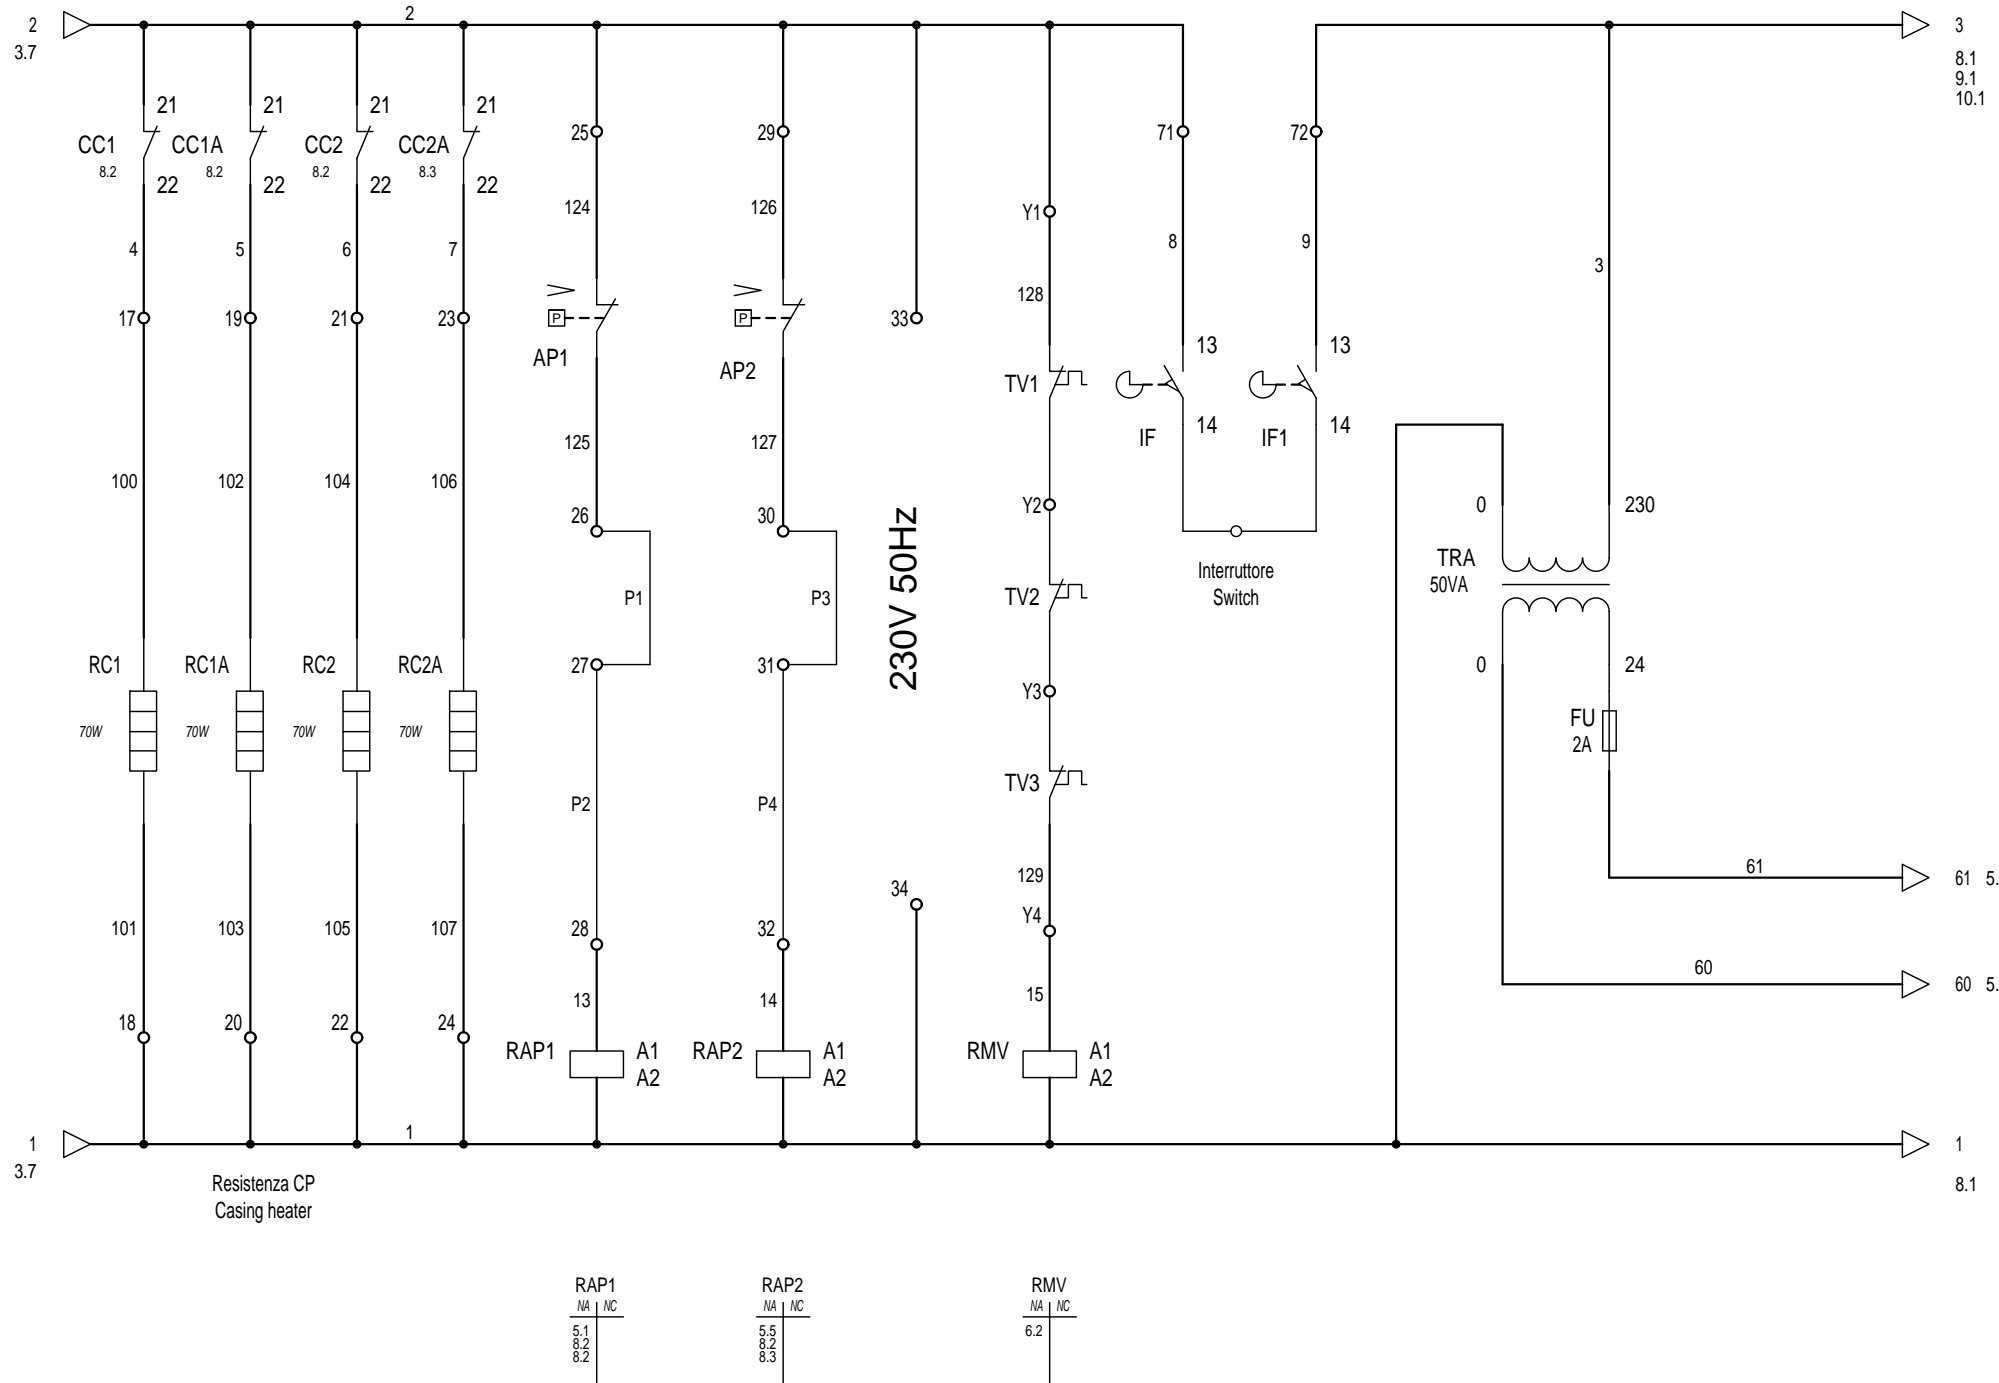 2
2
3
3.7
8.1
9.1
10.1
21
21
21
21
CC1
CC1A
CC2
CC2A
8.2
8.2
8.2
8.3
22
22
22
22
25
29
71
72
124
126
Y1
4
5
6
7
8
9
3
128
17
19
21
23
P
P
33
AP1
AP2
13
13
TV1
14
14
IF
IF1
125
127
100
102
104
106
26
30
Y2
0
230
230V 50Hz
Interruttore
Switch
TRA
50VA
P1
P3
TV2
RC1
RC1A
RC2
RC2A
27
31
Y3
0
24
70W
70W
70W
70W
FU
2A
TV3
P2
P4
129
34
61
61 5.
101
103
105
107
28
32
Y4
60
60 5.
13
14
15
18
20
22
24
RAP1
A1
A2
RAP2
A1
A2
RMV
A1
A2
1
1
1
3.7
8.1
Resistenza CP
Casing heater
RAP1
NA NC
5.1
8.2
8.2
RAP2
NA NC
5.5
8.2
8.3
RMV
NA NC
6.2